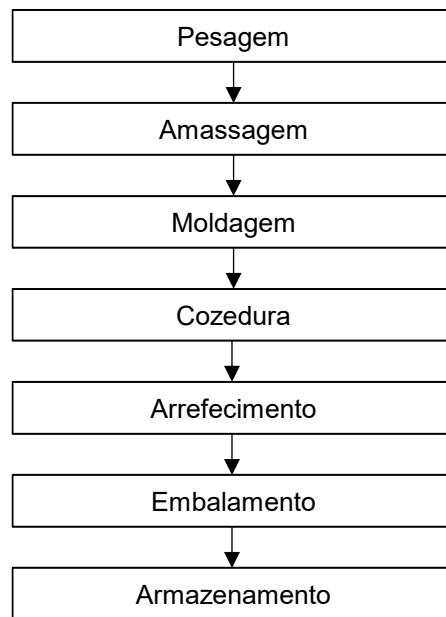 Pesagem
Amassagem
Moldagem
Cozedura
Arrefecimento
Embalamento
Armazenamento